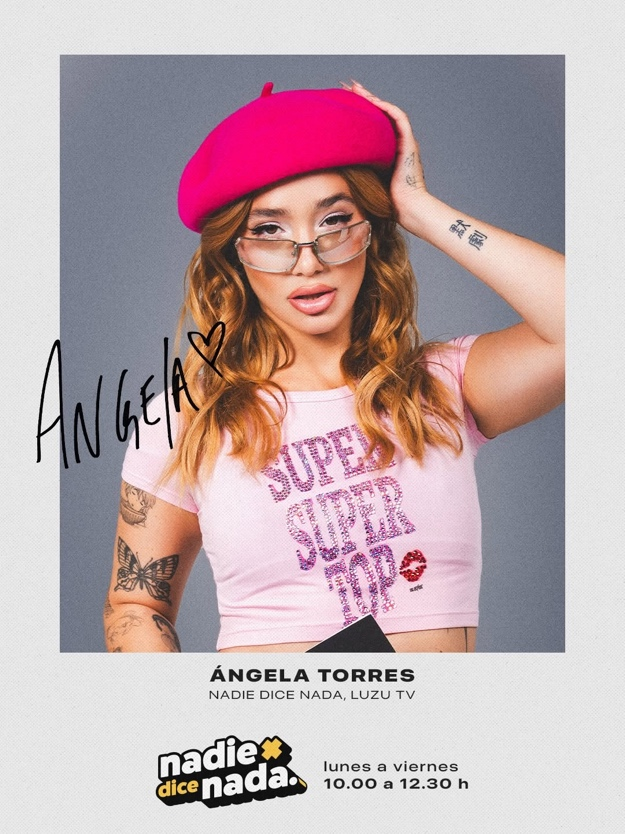 ANGElA
SUPER
SUPER
TOP
ÁNGELA TORRES
NADIE DICE NADA, LUZU TV
nadie
dice nada.
lunes a viernes
10.00 a 12.30 h